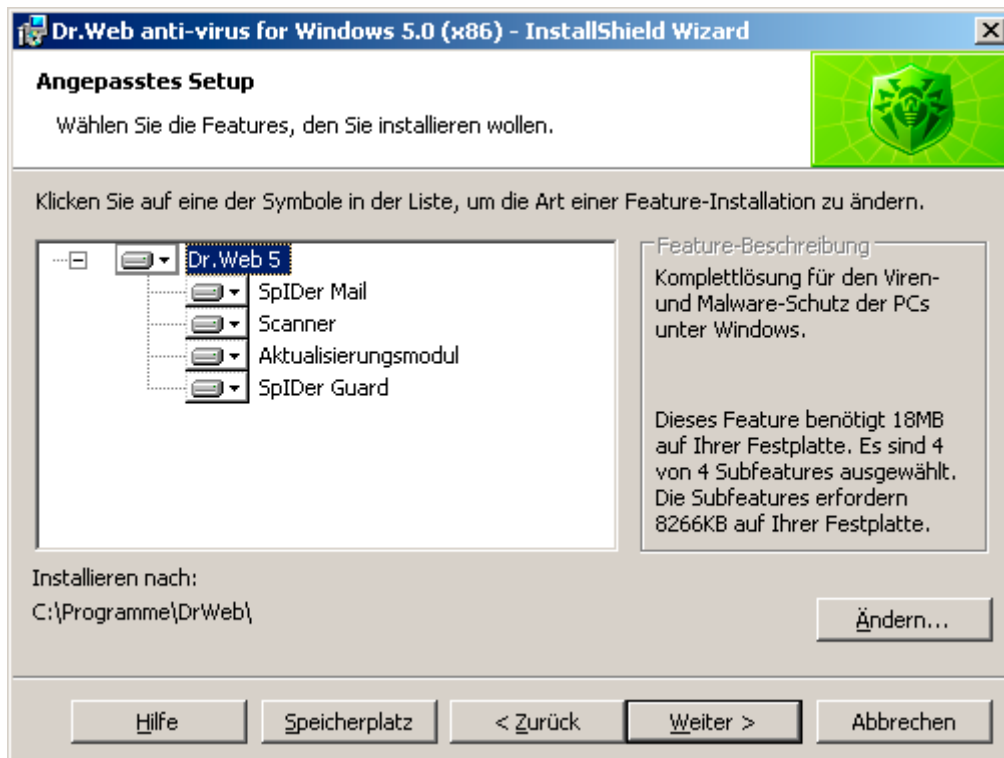 Dr.Web anti-virus for Windows 5.0 (x86) - InstallShield Wizard
Angepasstes Setup
Wählen Sie die Features, den Sie installieren wollen.
Klicken Sie auf eine der Symbole in der Liste, um die Art einer Feature-Installation zu ändern.
Dr.Web 5
SpIDer Mail
Scanner
Aktualisierungsmodul
SpIDer Guard
Feature-Beschreibung
Komplettlösung für den Viren-
und Malware-Schutz der PCs
unter Windows.
Dieses Feature benötigt 18MB
auf Ihrer Festplatte. Es sind 4
von 4 Subfeatures ausgewählt.
Die Subfeatures erfordern
8266KB auf Ihrer Festplatte.
Installieren nach:
C:\Programme\DrWeb\
Ändern...
Hilfe
Speicherplatz
< Zurück
Weiter >
Abbrechen